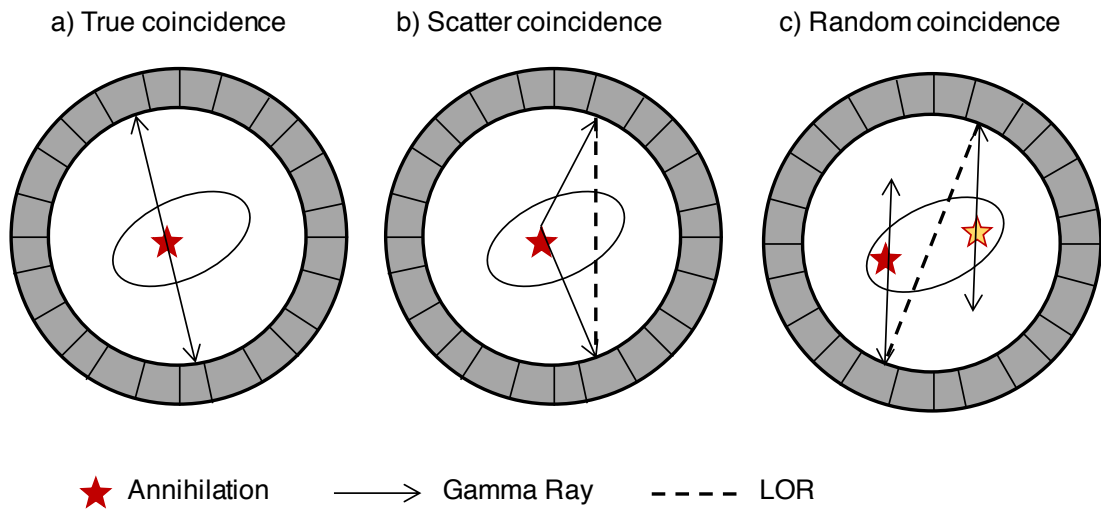 a) True coincidence
b) Scatter coincidence
c) Random coincidence
Annihilation
Gamma Ray
LOR